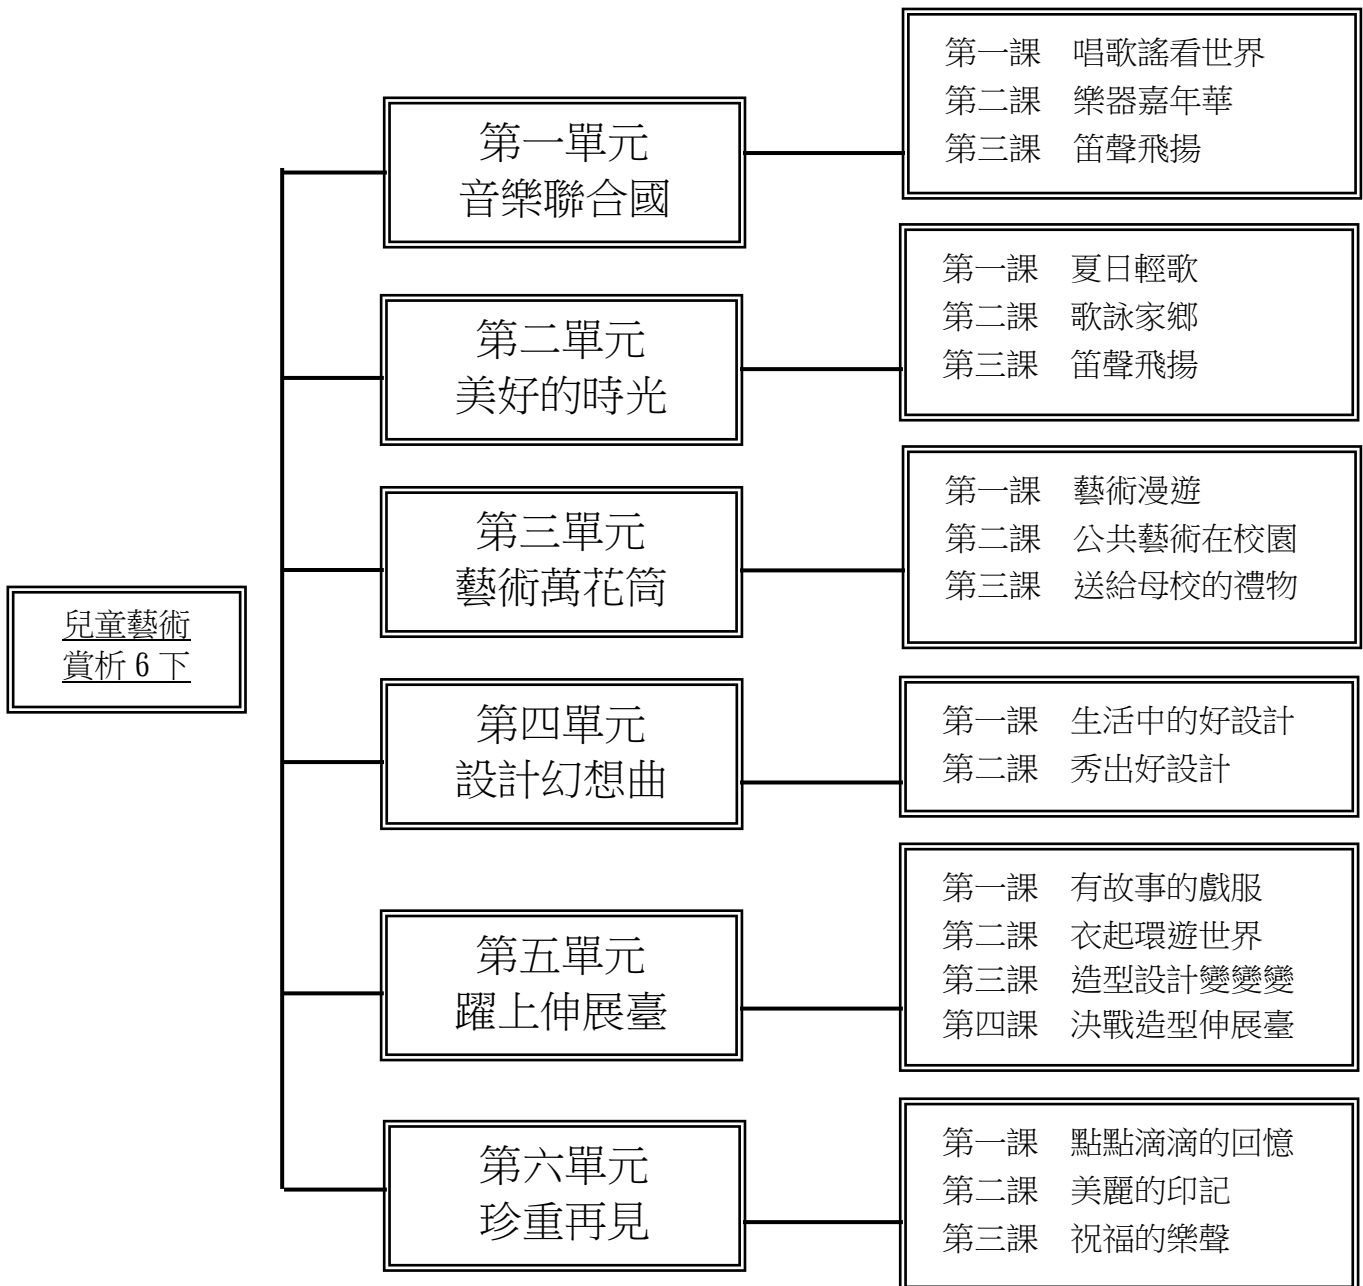 兒童藝術
賞析 6 下
第一單元
音樂聯合國
第一課 唱歌謠看世界
第二課 樂器嘉年華
第三課 笛聲飛揚
第二單元
美好的時光
第一課 夏日輕歌
第二課 歌詠家鄉
第三課 笛聲飛揚
第三單元
藝術萬花筒
第一課 藝術漫遊
第二課 公共藝術在校園
第三課 送給母校的禮物
第四單元
設計幻想曲
第一課 生活中的好設計
第二課 秀出好設計
第五單元
躍上伸展臺
第一課 有故事的戲服
第二課 衣起環遊世界
第三課 造型設計變變變
第四課 決戰造型伸展臺
第六單元
珍重再見
第一課 點點滴滴的回憶
第二課 美麗的印記
第三課 祝福的樂聲